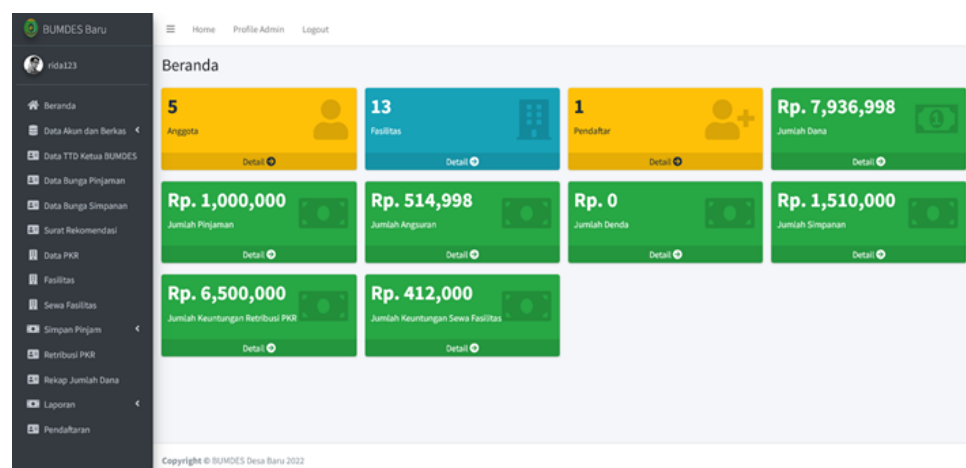 BUMDES Baru
Home Profile Admin Logout
rida123
Beranda
Data Akun dan Berkas
Data TTD Ketua BUMDES
Data Bunga Pinjaman
Data Bunga Simpanan
Surat Rekomendasi
Data PKR
Fasilitas
Sewa Fasilitas
Simpan Pinjam
Retribusi PKR
Rekap Jumlah Dana
Laporan
Pendaftaran
Beranda
5
Anggota
Detail
13
Fasilitas
Detail
1
Pendaftar
Detail
Rp. 7,936,998
Jumlah Dana
Detail
Rp. 1,000,000
Jumlah Pinjaman
Detail
Rp. 514,998
Jumlah Angsuran
Detail
Rp. 0
Jumlah Denda
Detail
Rp. 1,510,000
Jumlah Simpanan
Detail
Rp. 6,500,000
Jumlah Keuntungan Retribusi PKR
Detail
Rp. 412,000
Jumlah Keuntungan Sewa Fasilitas
Detail
Copyright © BUMDES Desa Baru 2022